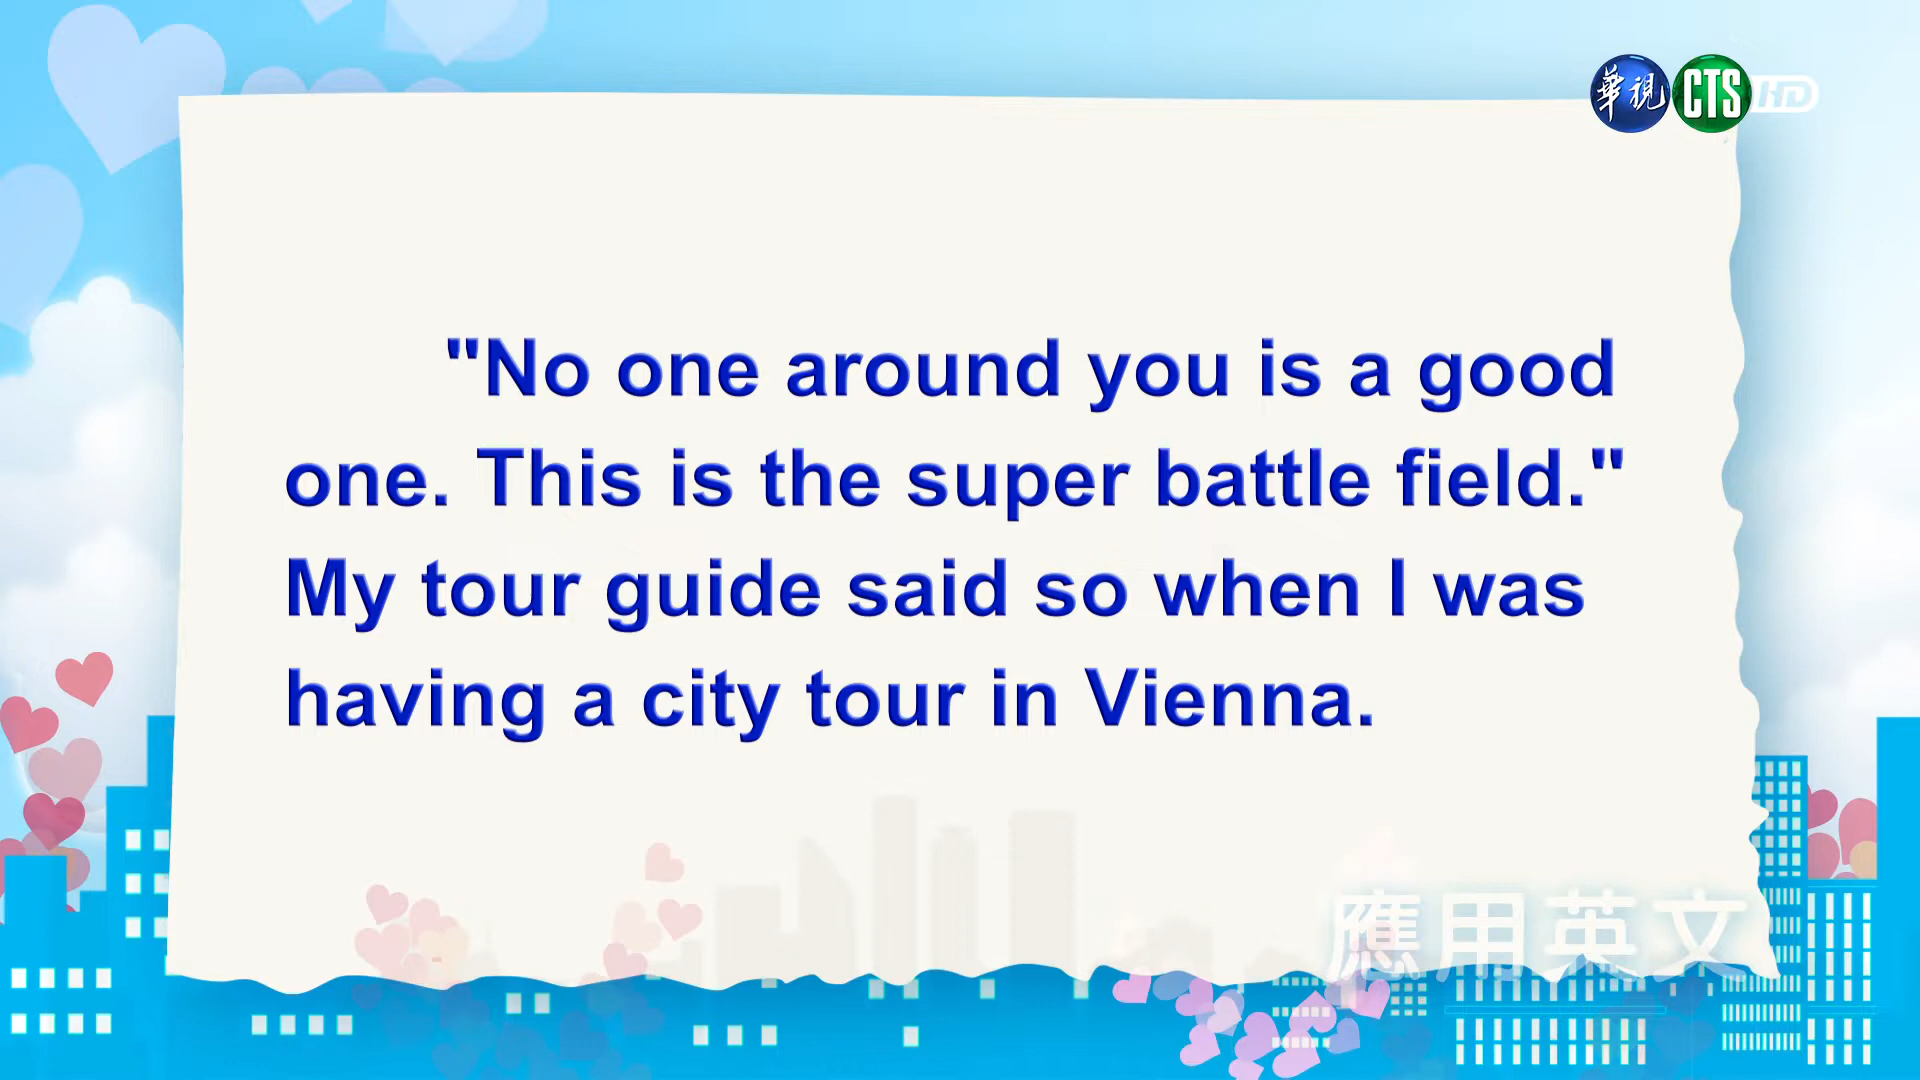 華視 CTS HD
"No one around you is a good
one. This is the super battle field."
My tour guide said so when I was
having a city tour in Vienna.
應用英文